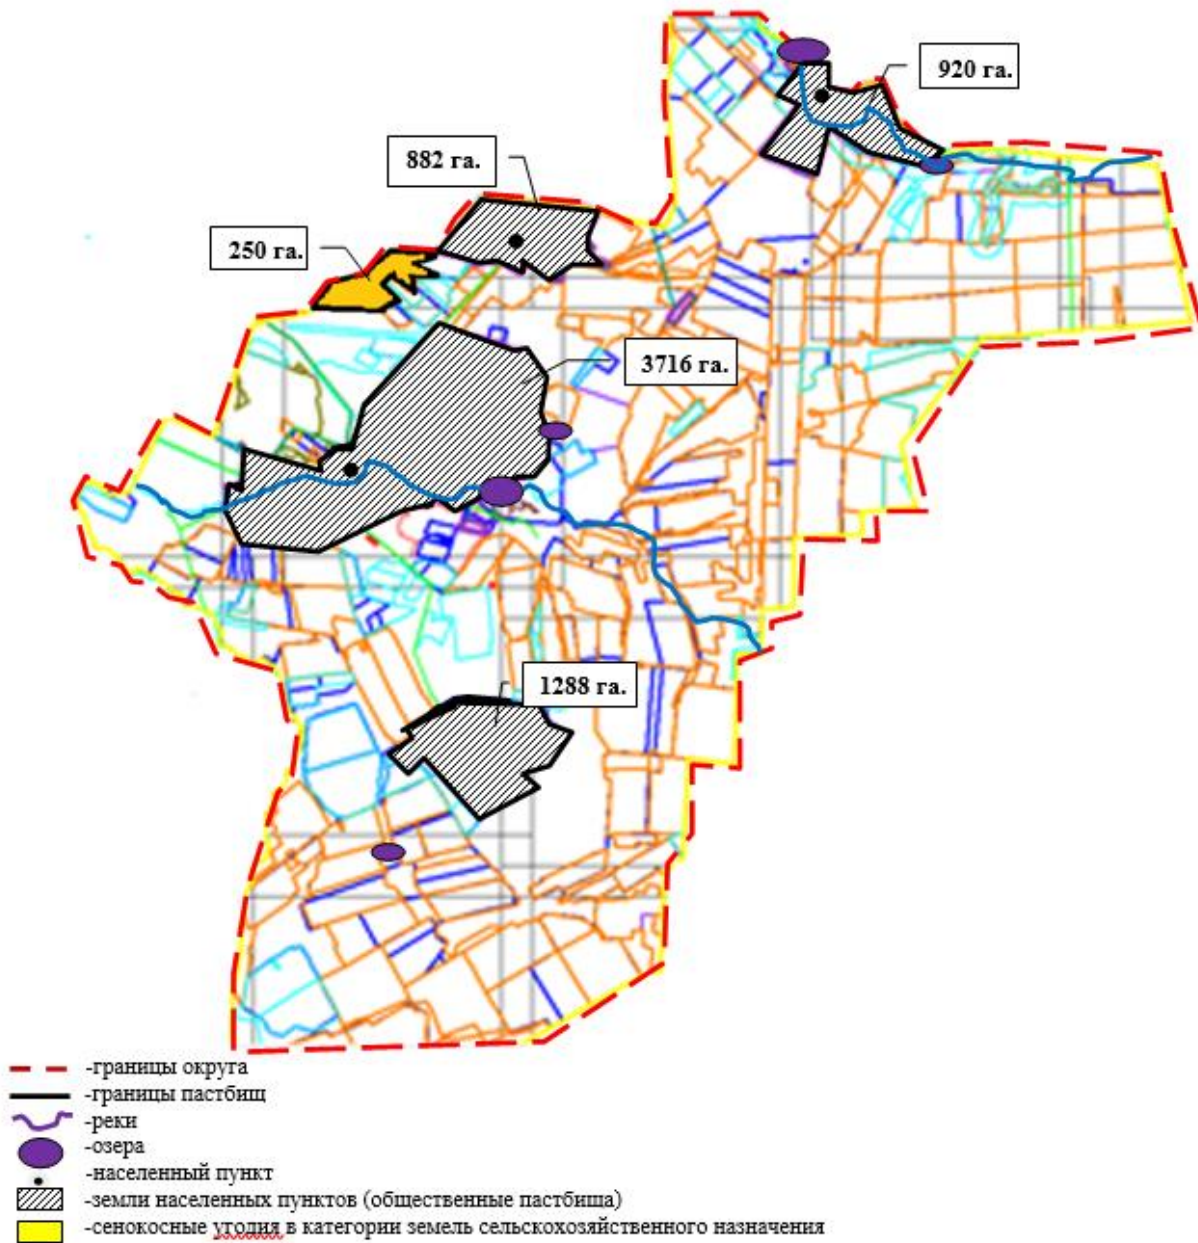 920 га.
882 га.
250 га.
3716 га.
1288 га.
-границы округа
-границы пастбищ
-реки
-озера
-населенный пункт
-земли населенных пунктов (общественные пастбища)
-сенокосные угодия в категории земель сельскохозяйственного назначения